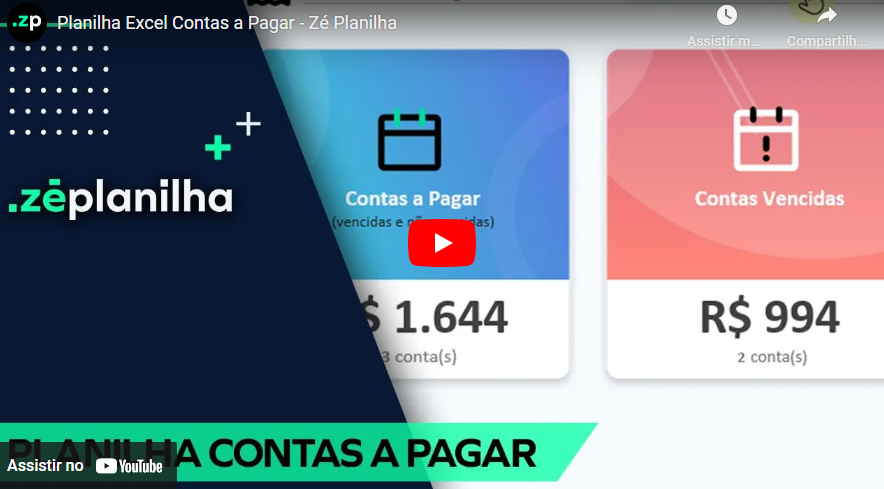 .zp
Planilha Excel Contas a Pagar - Zé Planilha
Assistir m...
Compartilh...
.zēplanilha
Contas a Pagar
(vencidas e não
Contas Vencidas
R$ 1.644
3 conta(s)
R$ 994
2 conta(s)
PLANILHA CONTAS A PAGAR
Assistir no YouTube